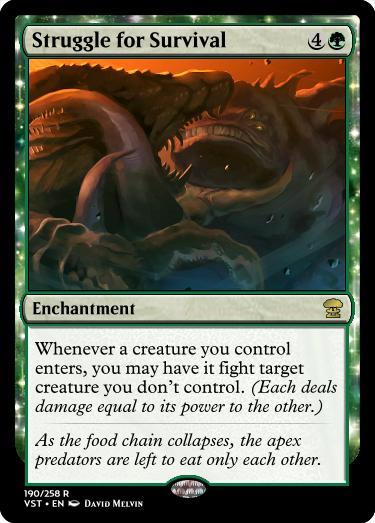 Struggle for Survival 4
Enchantment
Whenever a creature you control
enters, you may have it fight target
creature you don't control. (Each deals
damage equal to its power to the other.)
As the food chain collapses, the apex
predators are left to eat only each other.
190/258 R
VST • EN David Melvin